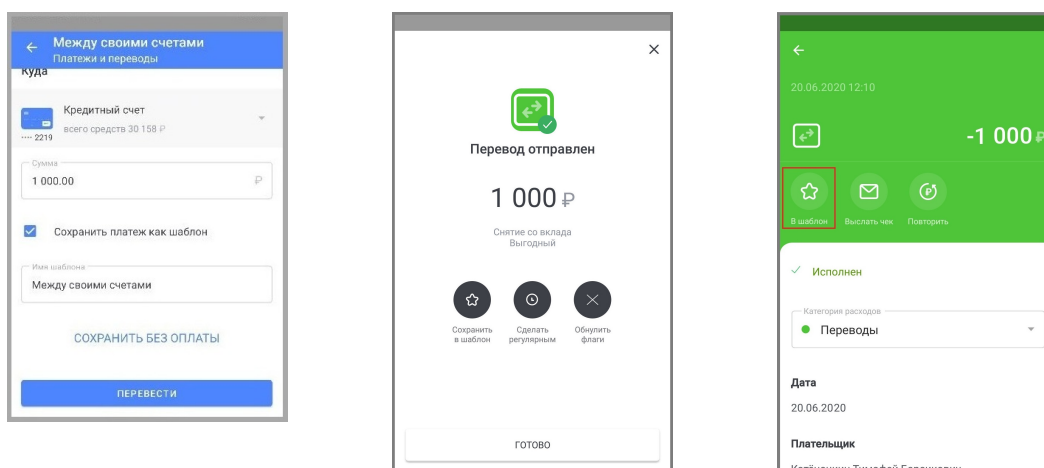 Между своими счетами
Платежи и переводы
Куда
Кредитный счет
всего средств 30 158 ₽
•••• 2219
Сумма
1 000.00 ₽
Сохранить платеж как шаблон
Имя шаблона
Между своими счетами
СОХРАНИТЬ БЕЗ ОПЛАТЫ
ПЕРЕВЕСТИ
Перевод отправлен
1 000 ₽
Снятие со вклада
Выгодный
Сохранить
в шаблон
Сделать
регулярным
Обнулить
флаги
ГОТОВО
20.06.2020 12:10
-1 000 ₽
В шаблон
Выслать чек
Повторить
Исполнен
Категория расходов
Переводы
Дата
20.06.2020
Плательщик